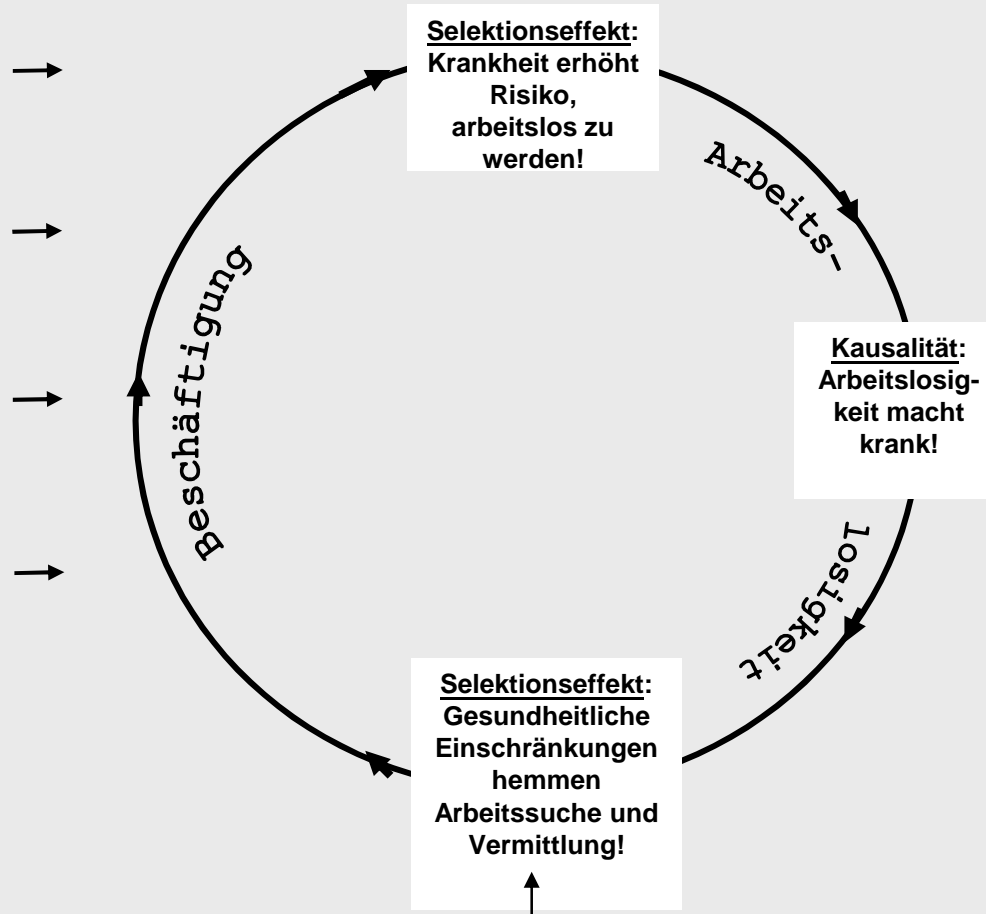 Selektionseffekt:
Krankheit erhöht
Risiko,
arbeitslos zu
werden!
Arbeits-
Beschäftigung
Kausalität:
Arbeitslosig-
keit macht
krank!
losigkeit
Selektionseffekt:
Gesundheitliche
Einschränkungen
hemmen
Arbeitssuche und
Vermittlung!